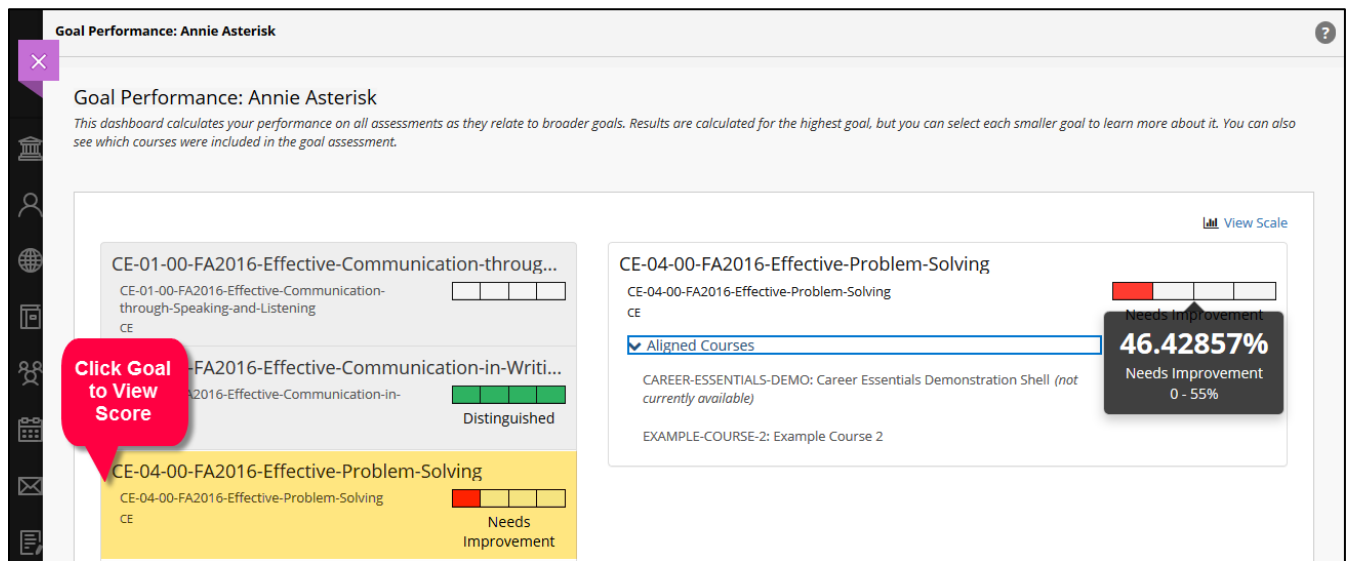 Goal Performance: Annie Asterisk
?
Goal Performance: Annie Asterisk
This dashboard calculates your performance on all assessments as they relate to broader goals. Results are calculated for the highest goal, but you can select each smaller goal to learn more about it. You can also
see which courses were included in the goal assessment.
View Scale
CE-01-00-FA2016-Effective-Communication-throug...
CE-01-00-FA2016-Effective-Communication-
through-Speaking-and-Listening
CE
Click Goal
to View
Score
-FA2016-Effective-Communication-in-Writi...
A2016-Effective-Communication-in-
Distinguished
CE-04-00-FA2016-Effective-Problem-Solving
CE-04-00-FA2016-Effective-Problem-Solving
CE
Needs
Improvement
CE-04-00-FA2016-Effective-Problem-Solving
CE-04-00-FA2016-Effective-Problem-Solving
CE
Needs Improvement
Aligned Courses
46.42857%
Needs Improvement
0 - 55%
CAREER-ESSENTIALS-DEMO: Career Essentials Demonstration Shell (not
currently available)
EXAMPLE-COURSE-2: Example Course 2